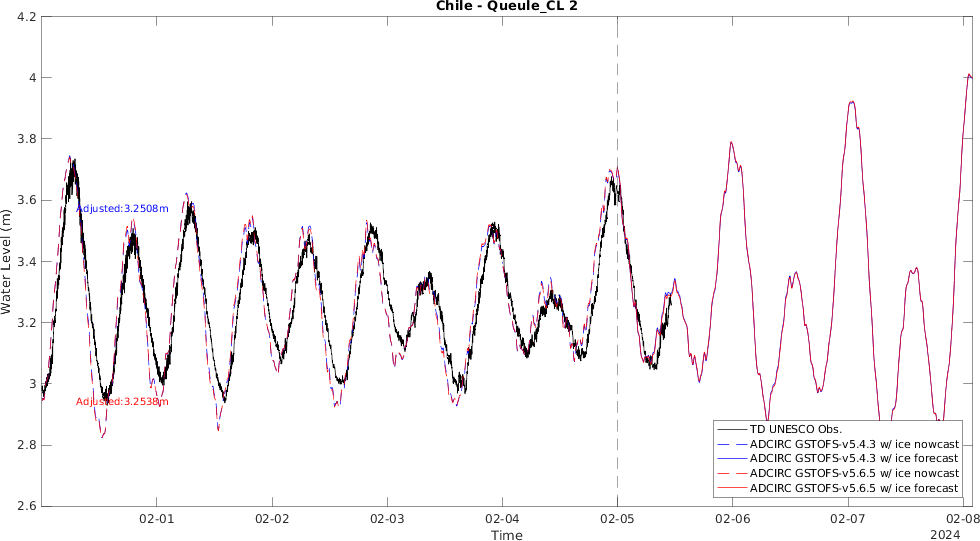 Chile - Queule_CL 2
4.2
4
3.8
3.6
3.4
3.2
3
2.8
2.6
Water Level (m)
Adjusted:3.2508m
Adjusted:3.2538m
TD UNESCO Obs.
ADCIRC GSTOFS-v5.4.3 w/ ice nowcast
ADCIRC GSTOFS-v5.4.3 w/ ice forecast
ADCIRC GSTOFS-v5.6.5 w/ ice nowcast
ADCIRC GSTOFS-v5.6.5 w/ ice forecast
02-01 02-02 02-03 02-04 02-05 02-06 02-07 02-08
Time 2024